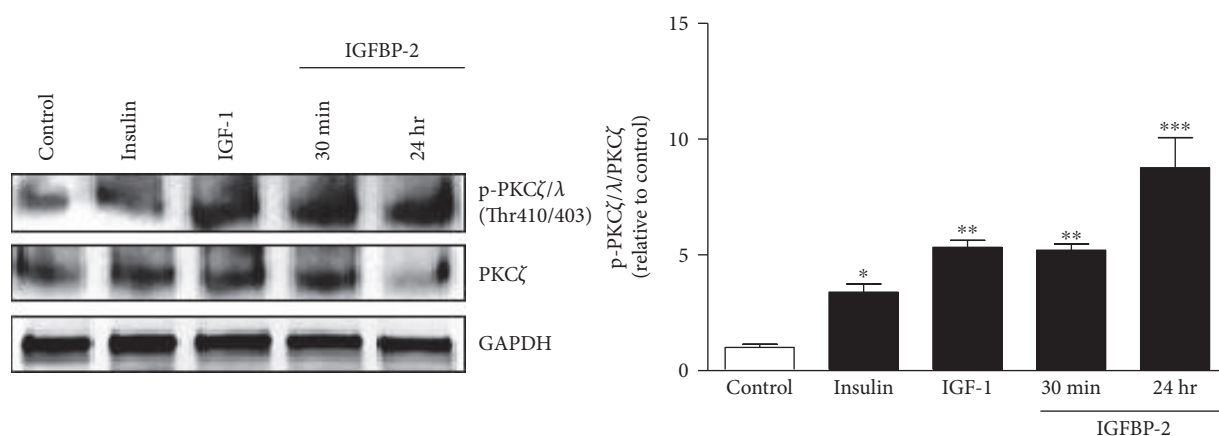 IGFBP-2
Control
Insulin
IGF-1
30 min
24 hr
p-PKCζ/λ
(Thr410/403)
PKCζ
GAPDH
p-PKCζ/λ/PKCζ
(relative to control)
15
10
5
0
*
**
**
***
Control
Insulin
IGF-1
30 min
24 hr
IGFBP-2